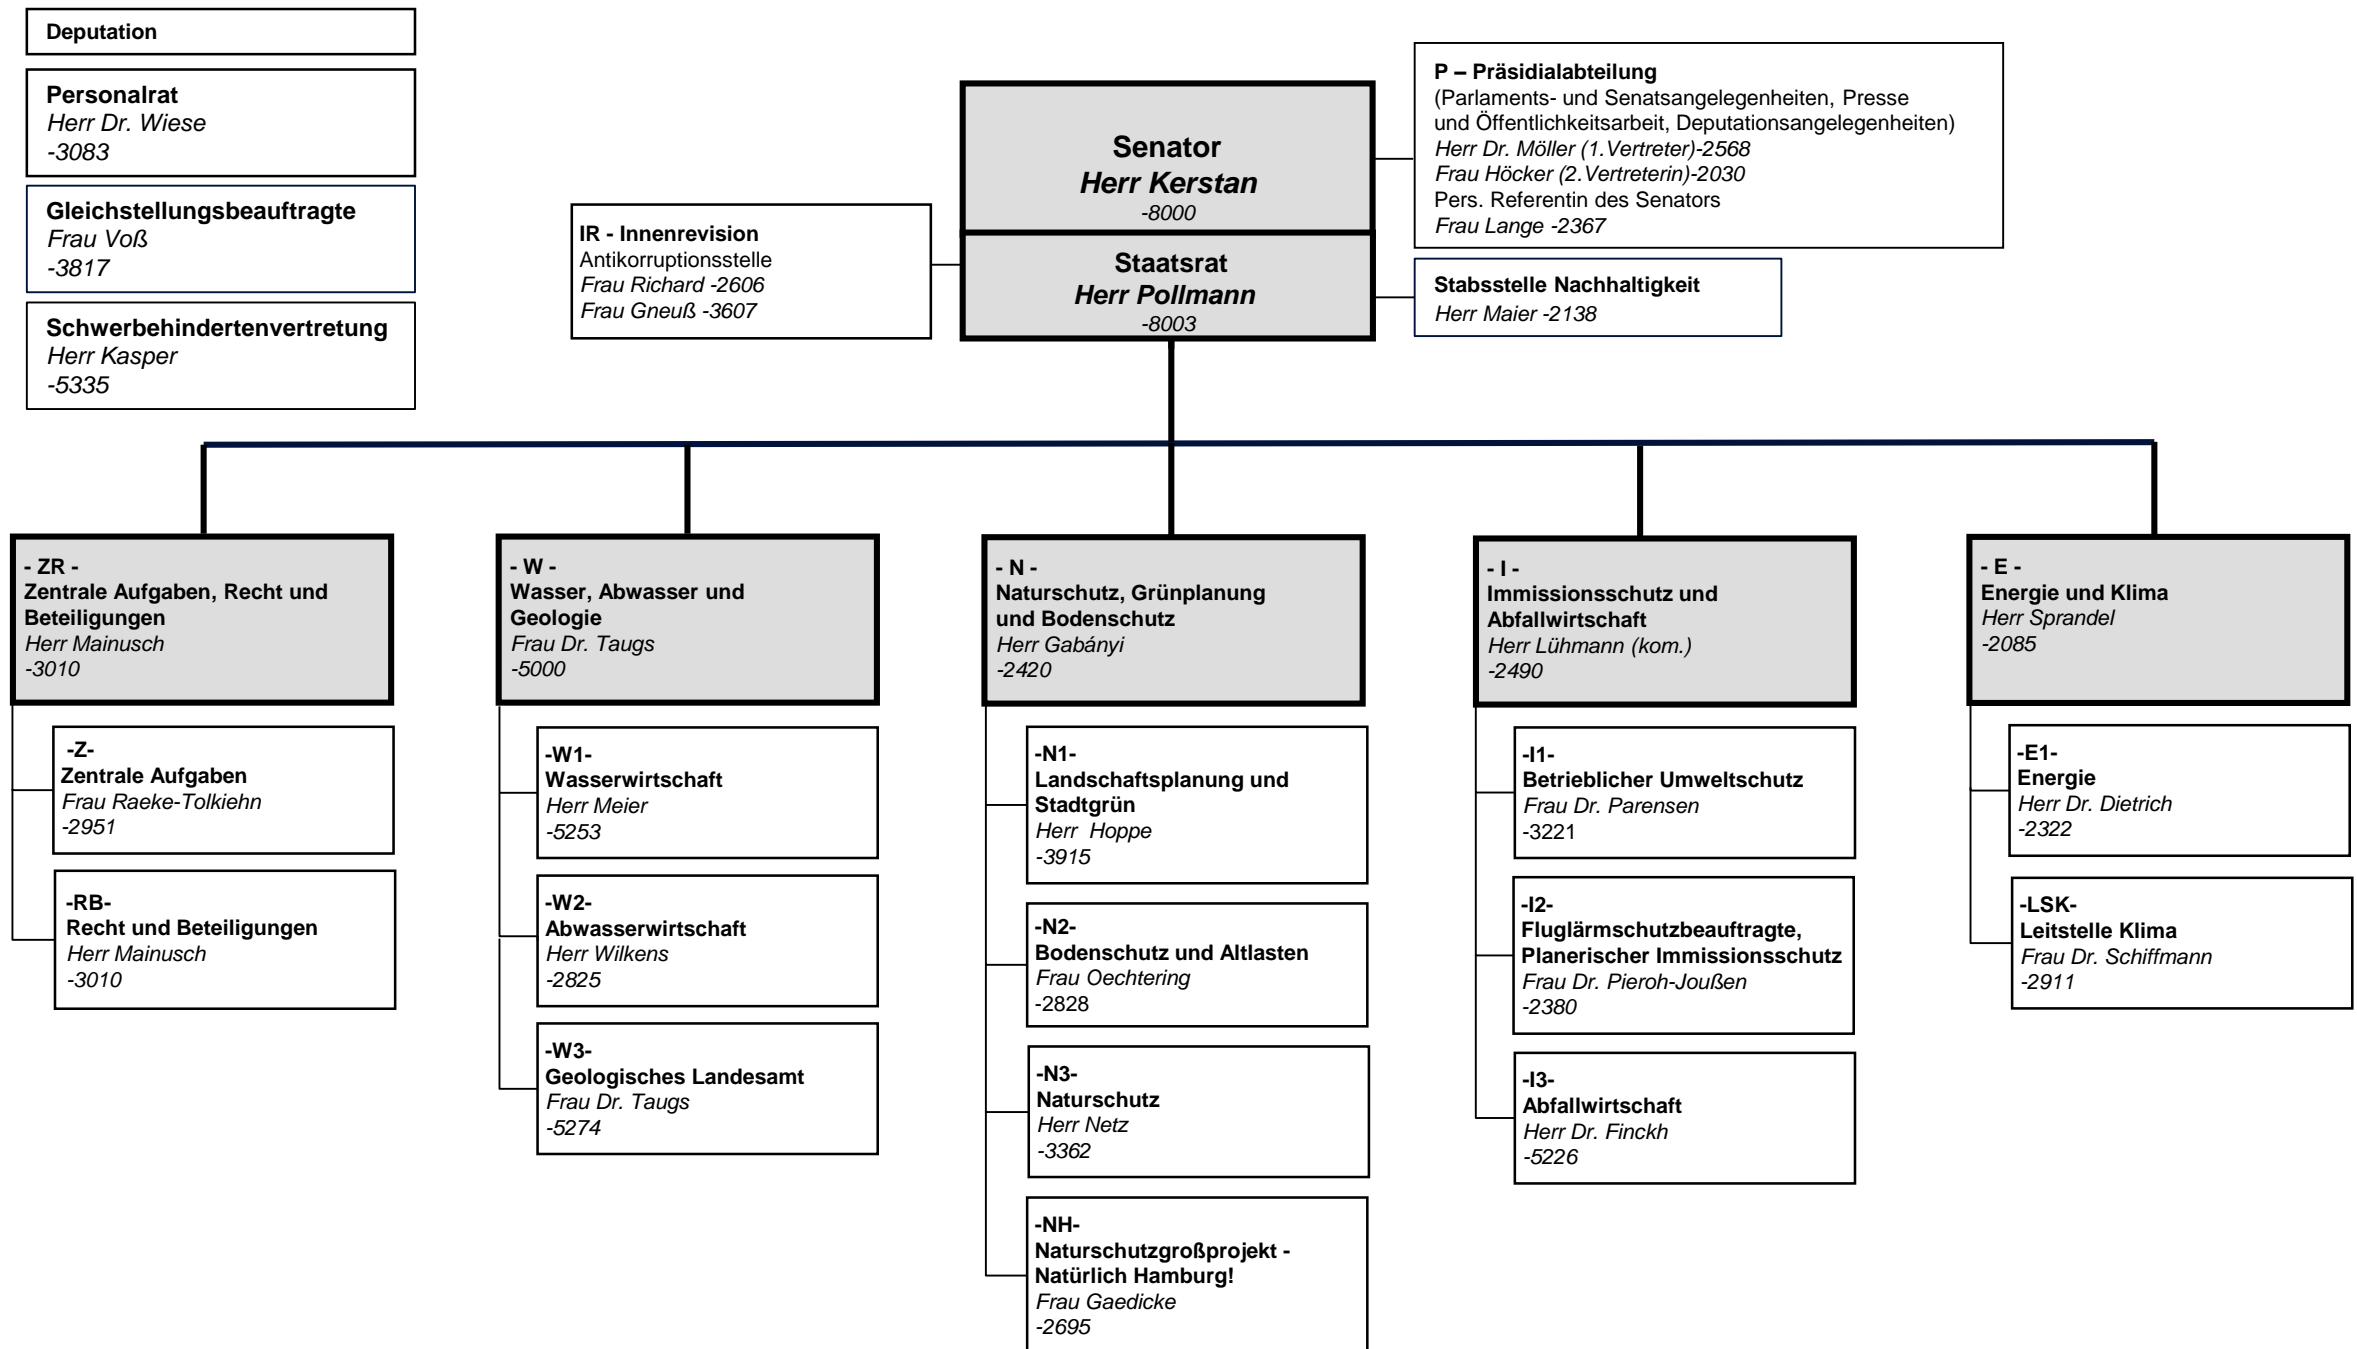 Deputation
Personalrat
Herr Dr. Wiese
-3083
Gleichstellungsbeauftragte
Frau Voß
-3817
Schwerbehindertenvertretung
Herr Kasper
-5335
IR - Innenrevision
Antikorruptionsstelle
Frau Richard -2606
Frau Gneuß -3607
Senator
Herr Kerstan
-8000
Staatsrat
Herr Pollmann
-8003
P – Präsidialabteilung
(Parlaments- und Senatsangelegenheiten, Presse
und Öffentlichkeitsarbeit, Deputationsangelegenheiten)
Herr Dr. Möller (1.Vertreter)-2568
Frau Höcker (2.Vertreterin)-2030
Pers. Referentin des Senators
Frau Lange -2367
Stabsstelle Nachhaltigkeit
Herr Maier -2138
- ZR -
Zentrale Aufgaben, Recht und
Beteiligungen
Herr Mainusch
-3010
-Z-
Zentrale Aufgaben
Frau Raeke-Tolkiehn
-2951
-RB-
Recht und Beteiligungen
Herr Mainusch
-3010
- W -
Wasser, Abwasser und
Geologie
Frau Dr. Taugs
-5000
-W1-
Wasserwirtschaft
Herr Meier
-5253
-W2-
Abwasserwirtschaft
Herr Wilkens
-2825
-W3-
Geologisches Landesamt
Frau Dr. Taugs
-5274
- N -
Naturschutz, Grünplanung
und Bodenschutz
Herr Gabányi
-2420
-N1-
Landschaftsplanung und
Stadtgrün
Herr  Hoppe
-3915
-N2-
Bodenschutz und Altlasten
Frau Oechtering
-2828
-N3-
Naturschutz
Herr Netz
-3362
-NH-
Naturschutzgroßprojekt -
Natürlich Hamburg!
Frau Gaedicke
-2695
- I -
Immissionsschutz und
Abfallwirtschaft
Herr Lühmann (kom.)
-2490
-I1-
Betrieblicher Umweltschutz
Frau Dr. Parensen
-3221
-I2-
Fluglärmschutzbeauftragte,
Planerischer Immissionsschutz
Frau Dr. Pieroh-Joußen
-2380
-I3-
Abfallwirtschaft
Herr Dr. Finckh
-5226
- E -
Energie und Klima
Herr Sprandel
-2085
-E1-
Energie
Herr Dr. Dietrich
-2322
-LSK-
Leitstelle Klima
Frau Dr. Schiffmann
-2911